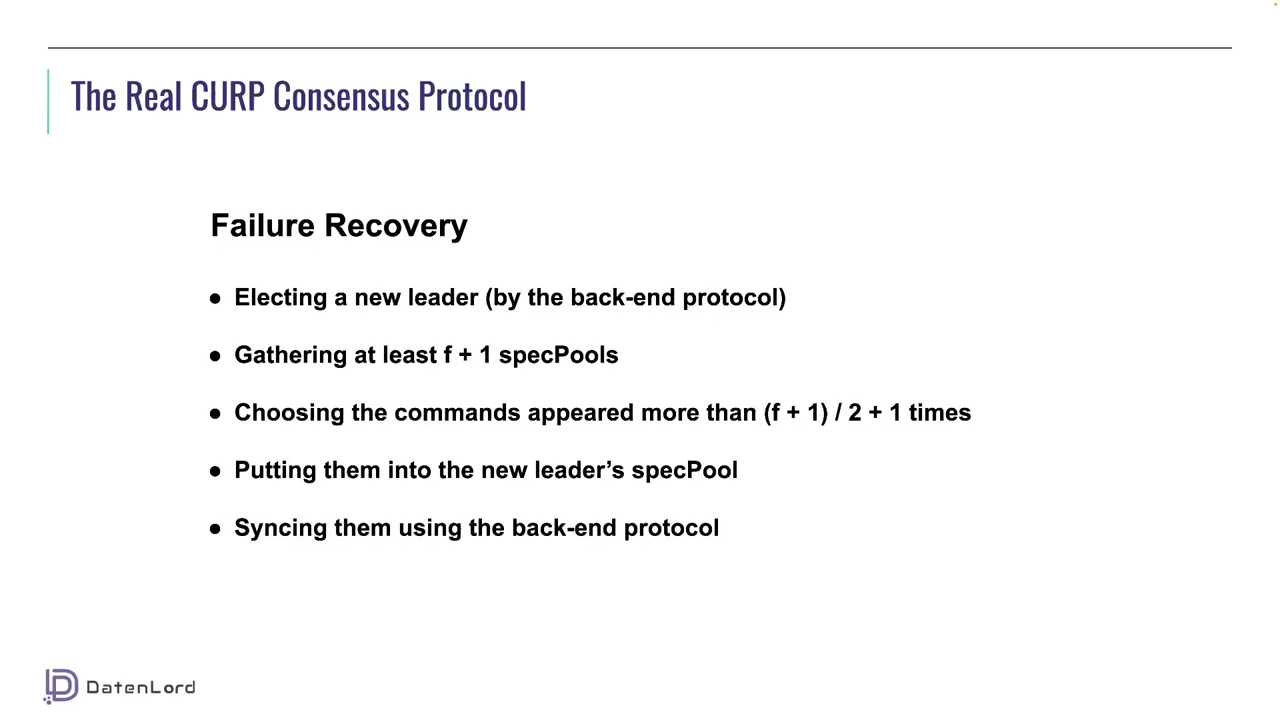 The Real CURP Consensus Protocol
Failure Recovery
● Electing a new leader (by the back-end protocol)
● Gathering at least f + 1 specPools
● Choosing the commands appeared more than (f + 1) / 2 + 1 times
● Putting them into the new leader’s specPool
● Syncing them using the back-end protocol
DatenLord